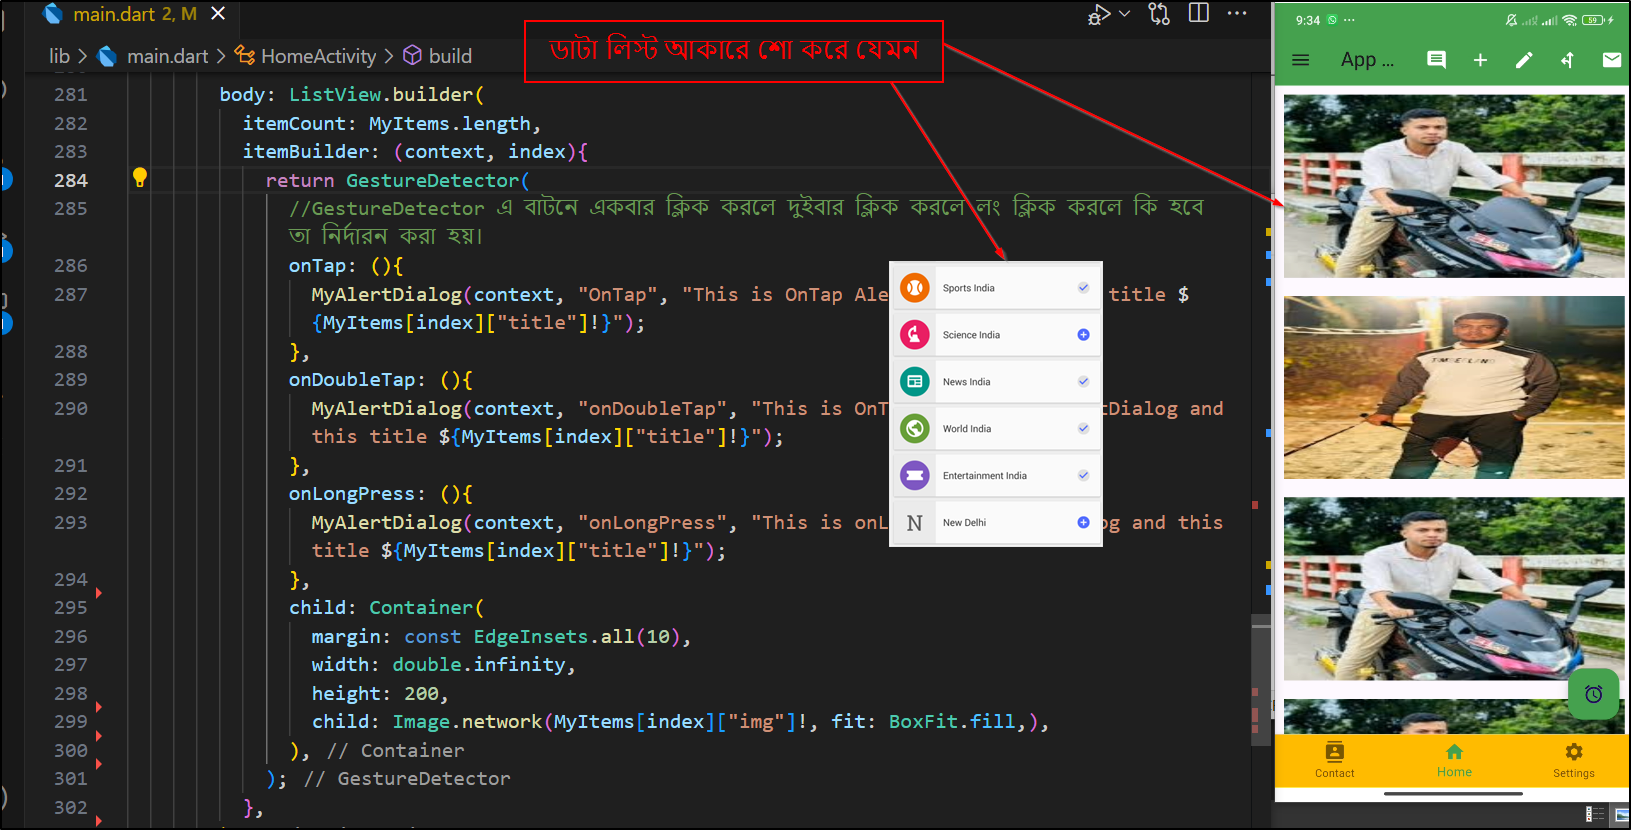 main.dart 2, M
lib > main.dart > HomeActivity > build
ডাটা লিস্ট আকারে শো করে যেমন
281 body: ListView.builder(
282 itemCount: MyItems.length,
283 itemBuilder: (context, index){
284 return GestureDetector(
285 //GestureDetector এ বাটনে একবার ক্লিক করলে দুইবার ক্লিক করলে লং ক্লিক করলে কি হবে
তা নির্দারন করা হয়।
286 onTap: (){
287 MyAlertDialog(context, "OnTap", "This is OnTap Ale title $
{MyItems[index]["title"]!}");
288 },
289 onDoubleTap: (){
290 MyAlertDialog(context, "onDoubleTap", "This is OnT tDialog and
this title ${MyItems[index]["title"]!}");
291 },
292 onLongPress: (){
293 MyAlertDialog(context, "onLongPress", "This is onL og and this
title ${MyItems[index]["title"]!}");
294 },
295 child: Container(
296 margin: const EdgeInsets.all(10),
297 width: double.infinity,
298 height: 200,
299 child: Image.network(MyItems[index]["img"]!, fit: BoxFit.fill,),
300 ), // Container
301 ); // GestureDetector
302 },
Sports India
Science India
News India
World India
Entertainment India
N New Delhi
9:34
59
App ...
Contact
Home
Settings